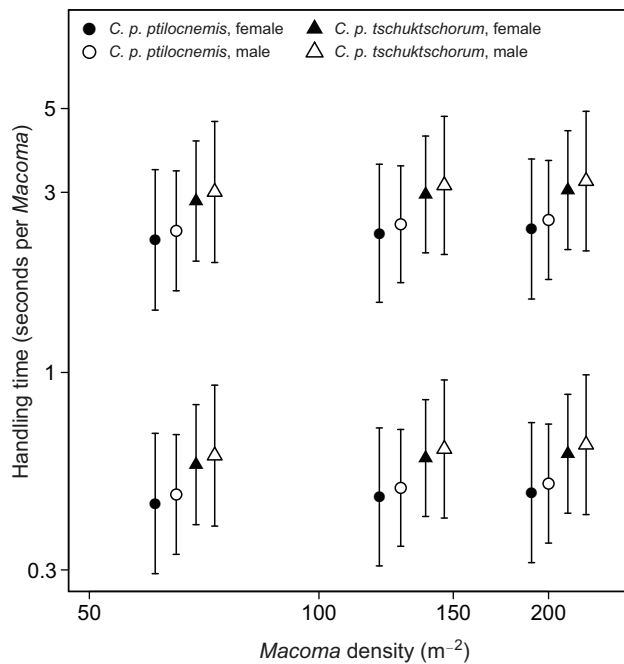 C. p. ptilocnemis, female
C. p. tschuktschorum, female
C. p. ptilocnemis, male
C. p. tschuktschorum, male
5
3
1
0.3
Handling time (seconds per Macoma)
50
100
150
200
Macoma density (m−2)